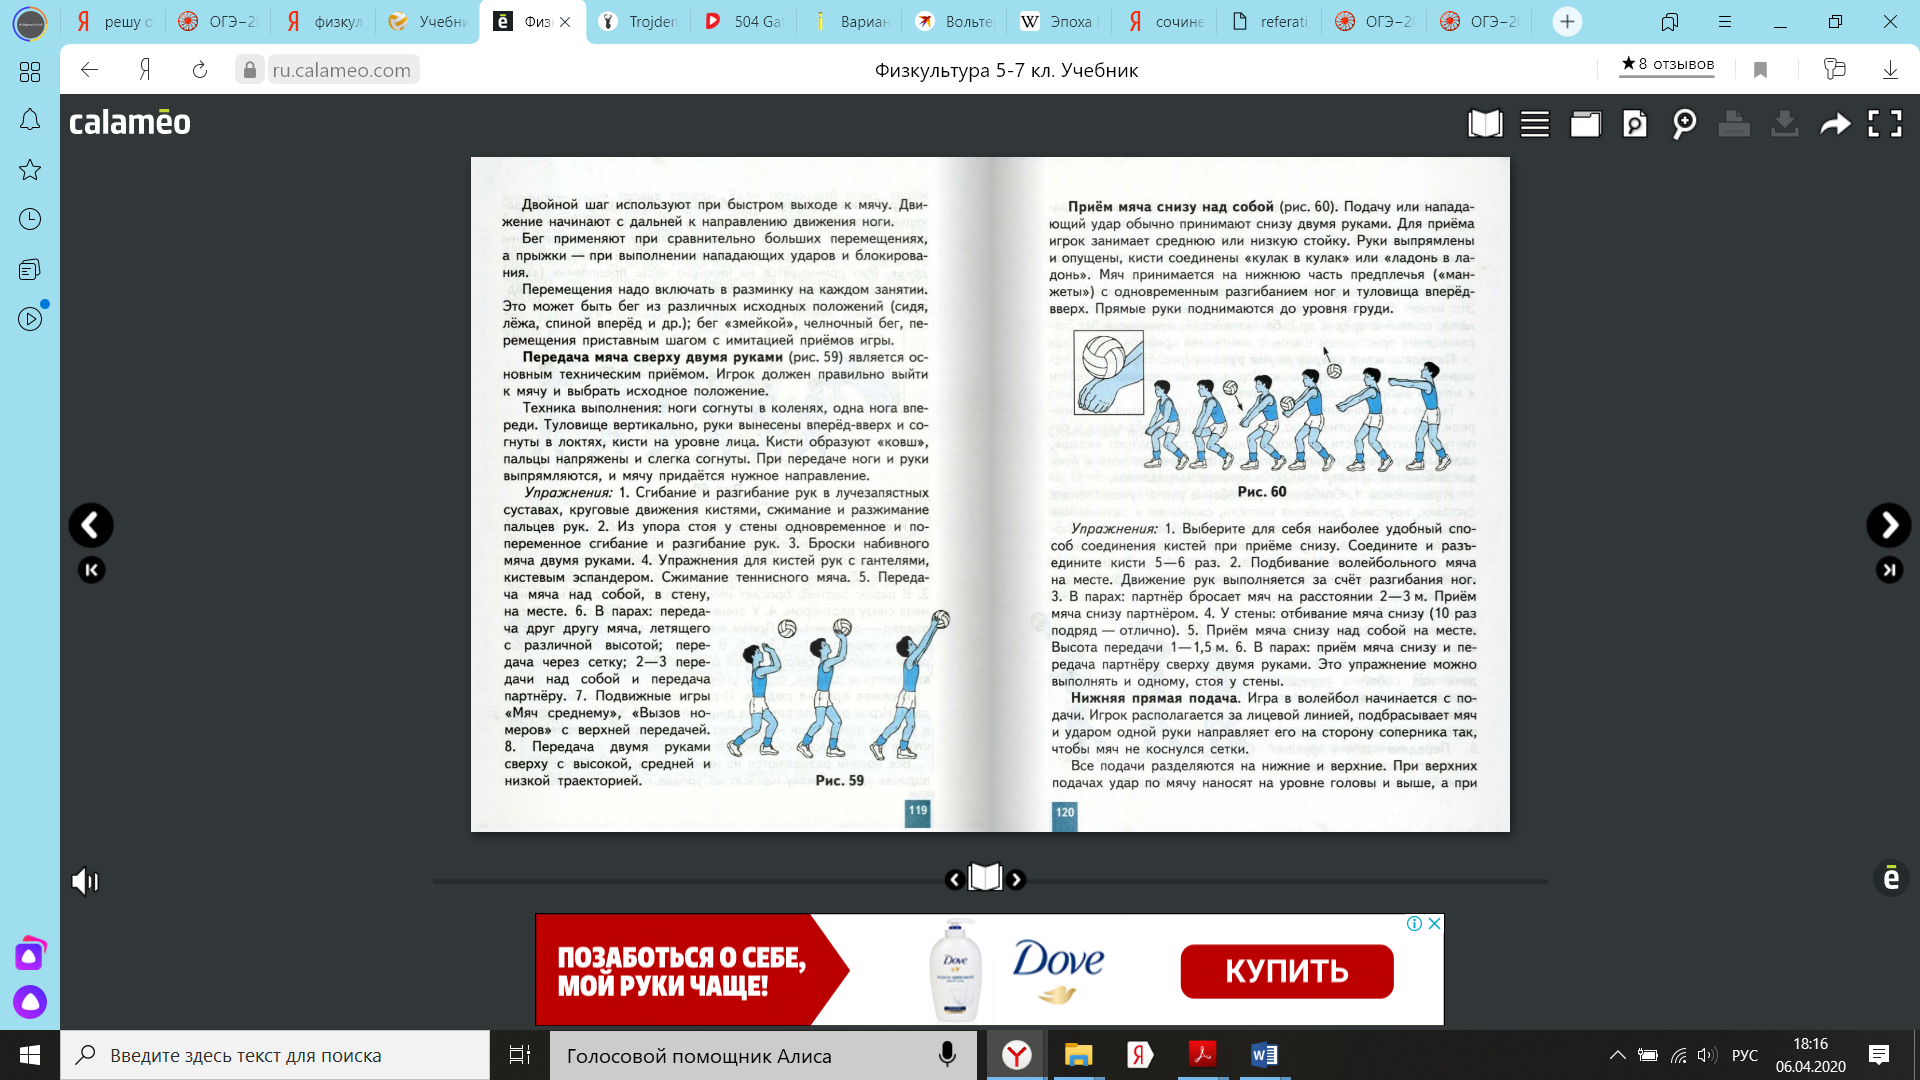 решу о
ОГЭ–20
физкул
Учебни
Физ
Trojden
504 Ga
Вариан
Вольте
Эпоха
сочине
referati
ОГЭ–20
ОГЭ–20
ru.calameo.com
Физкультура 5-7 кл. Учебник
★8 отзывов
calamēo
Двойной шаг используют при быстром выходе к мячу. Дви-
жение начинают с дальней к направлению движения ноги.
Бег применяют при сравнительно больших перемещениях,
а прыжки — при выполнении нападающих ударов и блокирова-
ния.
Перемещения надо включать в разминку на каждом занятии.
Это может быть бег из различных исходных положений (сидя,
лёжа, спиной вперёд и др.); бег «змейкой», челночный бег, пе-
ремещения приставным шагом с имитацией приёмов игры.
Передача мяча сверху двумя руками (рис. 59) является ос-
новным техническим приёмом. Игрок должен правильно выйти
к мячу и выбрать исходное положение.
Техника выполнения: ноги согнуты в коленях, одна нога впе-
реди. Туловище вертикально, руки вынесены вперёд-вверх и со-
гнуты в локтях, кисти на уровне лица. Кисти образуют «ковш»,
пальцы напряжены и слегка согнуты. При передаче ноги и руки
выпрямляются, и мячу придаётся нужное направление.
Упражнения: 1. Сгибание и разгибание рук в лучезапястных
суставах, круговые движения кистями, сжимание и разжимание
пальцев рук. 2. Из упора стоя у стены одновременное и по-
переменное сгибание и разгибание рук. 3. Броски набивного
мяча двумя руками. 4. Упражнения для кистей рук с гантелями,
кистевым эспандером. Сжимание теннисного мяча. 5. Переда-
ча мяча над собой, в стену,
на месте. 6. В парах: переда-
ча друг другу мяча, летящего
с различной высотой; пере-
дача через сетку; 2—3 пере-
дачи над собой и передача
партнёру. 7. Подвижные игры
«Мяч среднему», «Вызов но-
меров» с верхней передачей.
8. Передача двумя руками
сверху с высокой, средней и
низкой траекторией.
Рис. 59
119
Приём мяча снизу над собой (рис. 60). Подачу или напада-
ющий удар обычно принимают снизу двумя руками. Для приёма
игрок занимает среднюю или низкую стойку. Руки выпрямлены
и опущены, кисти соединены «кулак в кулак» или «ладонь в ла-
донь». Мяч принимается на нижнюю часть предплечья («ман-
жеты») с одновременным разгибанием ног и туловища вперёд-
вверх. Прямые руки поднимаются до уровня груди.
Рис. 60
Упражнения: 1. Выберите для себя наиболее удобный спо-
соб соединения кистей при приёме снизу. Соедините и разъ-
едините кисти 5—6 раз. 2. Подбивание волейбольного мяча
на месте. Движение рук выполняется за счёт разгибания ног.
3. В парах: партнёр бросает мяч на расстоянии 2—3 м. Приём
мяча снизу партнёром. 4. У стены: отбивание мяча снизу (10 раз
подряд — отлично). 5. Приём мяча снизу над собой на месте.
Высота передачи 1—1,5 м. 6. В парах: приём мяча снизу и пе-
редача партнёру сверху двумя руками. Это упражнение можно
выполнять и одному, стоя у стены.
Нижняя прямая подача. Игра в волейбол начинается с по-
дачи. Игрок располагается за лицевой линией, подбрасывает мяч
и ударом одной руки направляет его на сторону соперника так,
чтобы мяч не коснулся сетки.
Все подачи разделяются на нижние и верхние. При верхних
подачах удар по мячу наносят на уровне головы и выше, а при
120
ПОЗАБОТЬСЯ О СЕБЕ,
МОЙ РУКИ ЧАЩЕ!
Dove
Dove
КУПИТЬ
Введите здесь текст для поиска
Голосовой помощник Алиса
РУС
18:16
06.04.2020